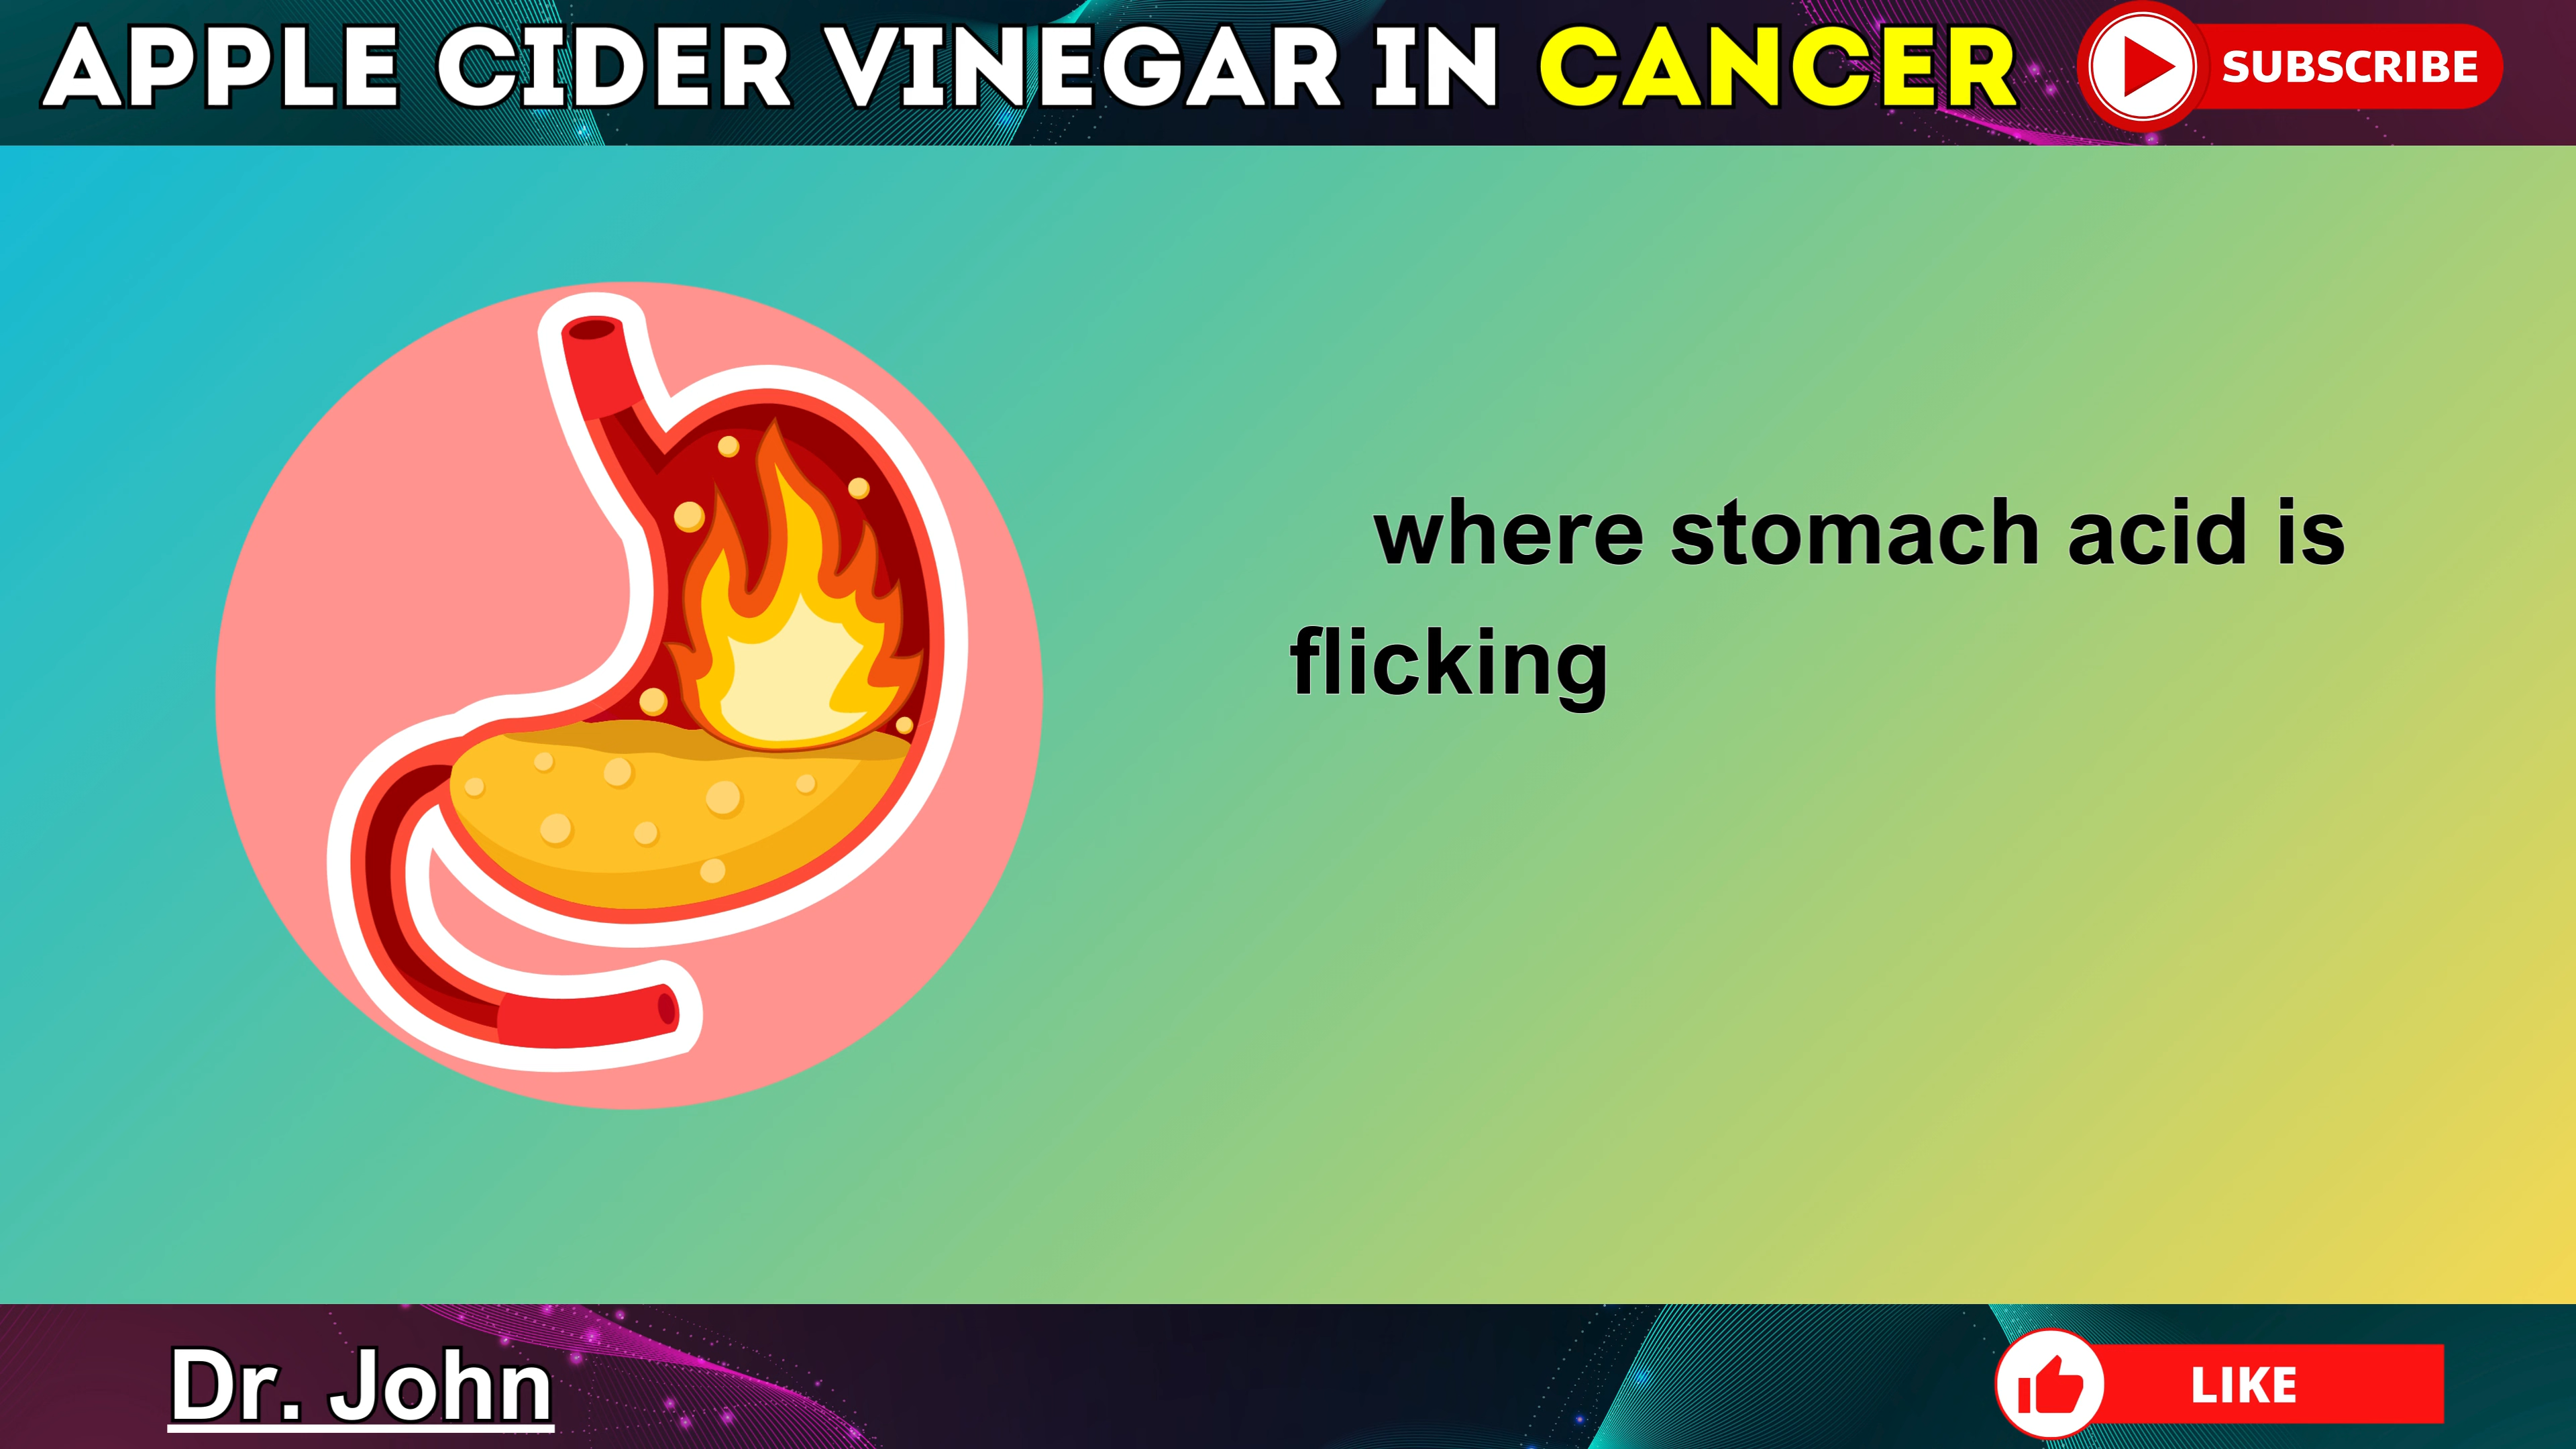 APPLE CIDER VINEGAR IN CANCER
SUBSCRIBE
where stomach acid is
flicking
Dr. John
LIKE